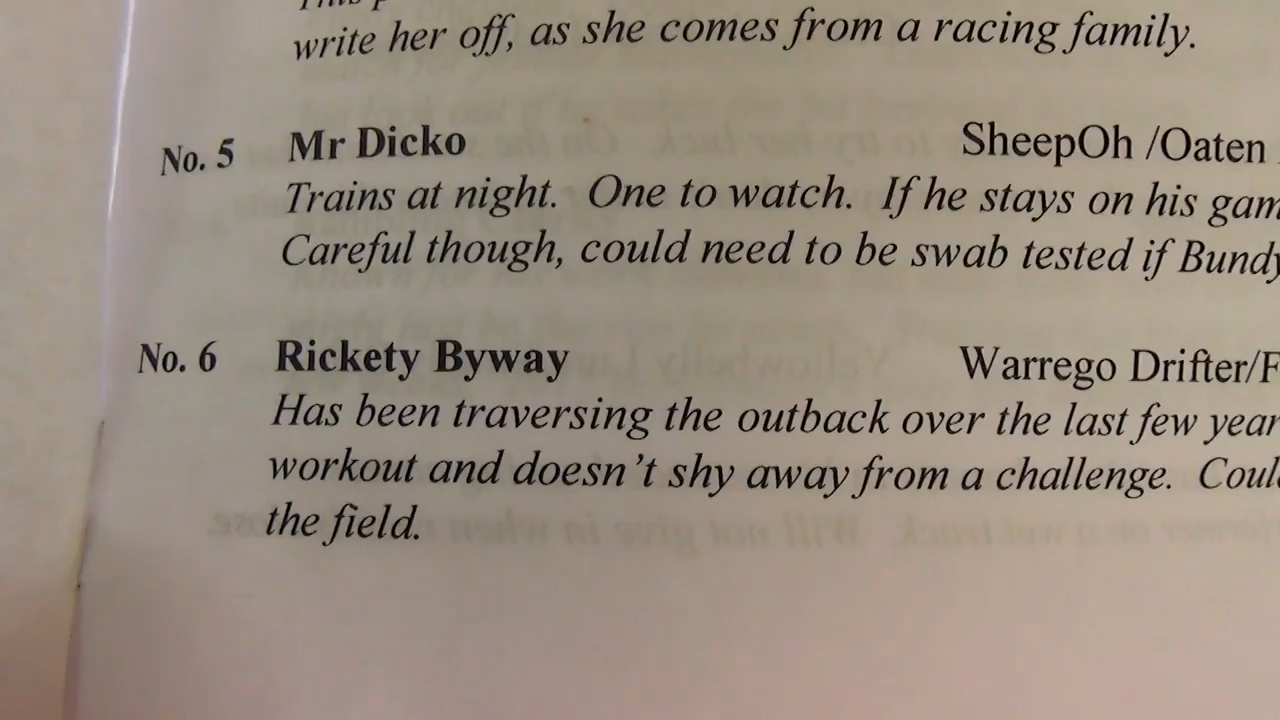 write her off, as she comes from a racing family.
No. 5 Mr Dicko SheepOh /Oaten
Trains at night. One to watch. If he stays on his gam
Careful though, could need to be swab tested if Bundy
No. 6 Rickety Byway Warrego Drifter/F
Has been traversing the outback over the last few year
workout and doesn't shy away from a challenge. Coul
the field.